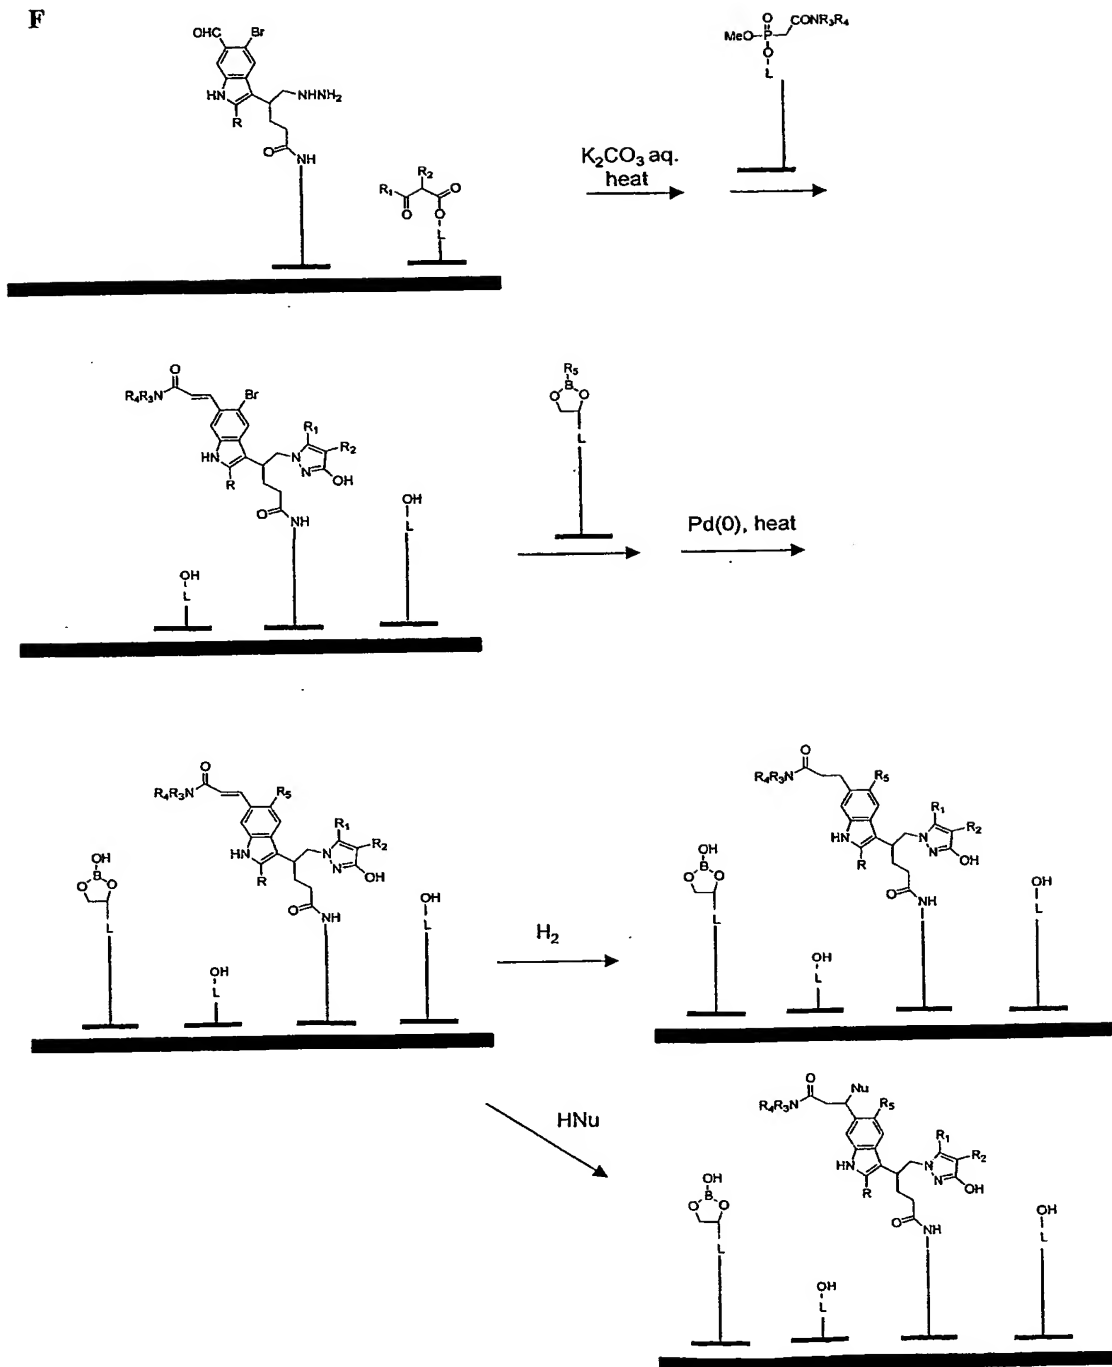 F
CHO Br
HN
R
NHNH2
O NH
R1 R2 O
O O
L
K2CO3 aq.
heat
O CONR3R4
MeO P
O
L
O
R4R3N Br
R1
R2
HN N
N OH
R
O NH
OH
L
OH
L
R5
B
O O
L
Pd(0), heat
O
R4R3N R5
R1
R2
HN N
N OH
R
O NH
OH
B
O O
L
OH
L
OH
L
H2
O
R4R3N R5
R1
R2
HN N
N OH
R
O NH
OH
B
O O
L
OH
L
OH
L
HNu
O Nu
R4R3N R5
R1
R2
HN N
N OH
R
O NH
OH
B
O O
L
OH
L
OH
L